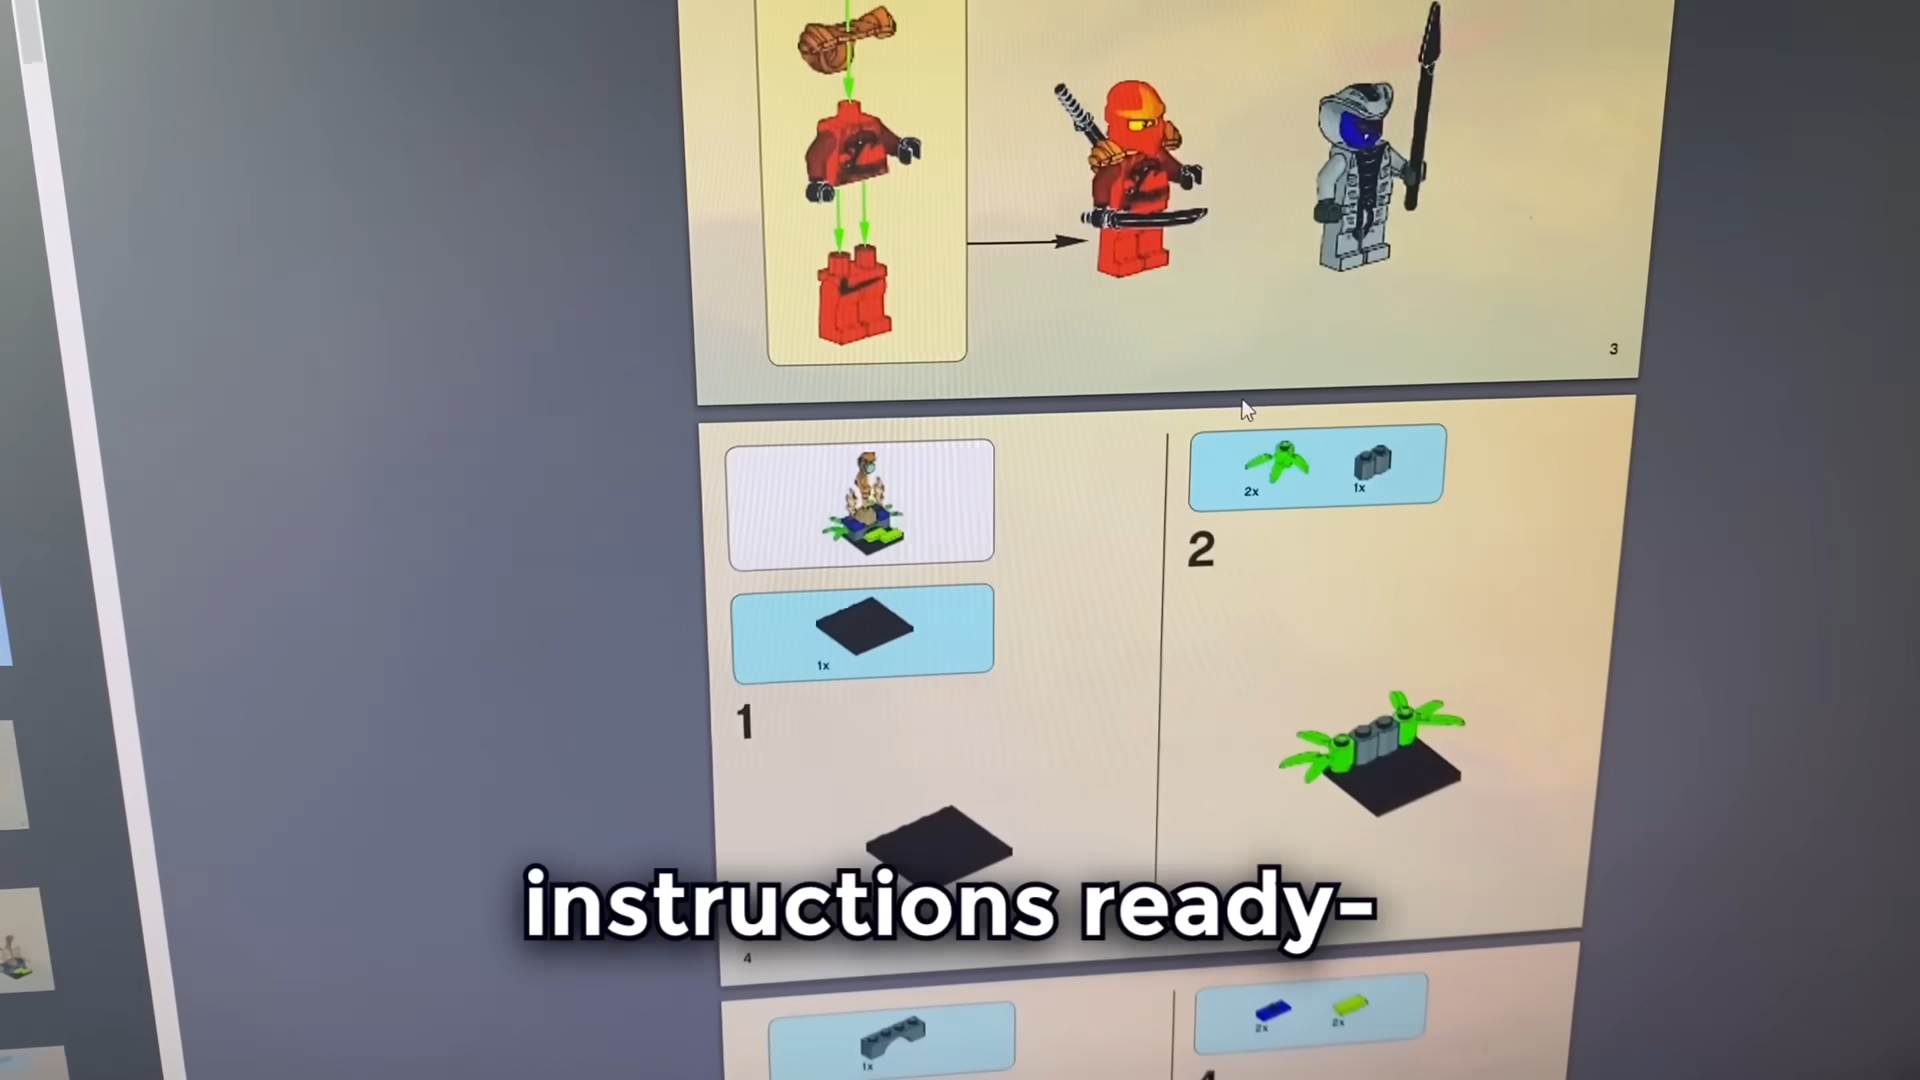 3
2x
1x
2
1x
1
instructions ready-
4
1x
2x
2x